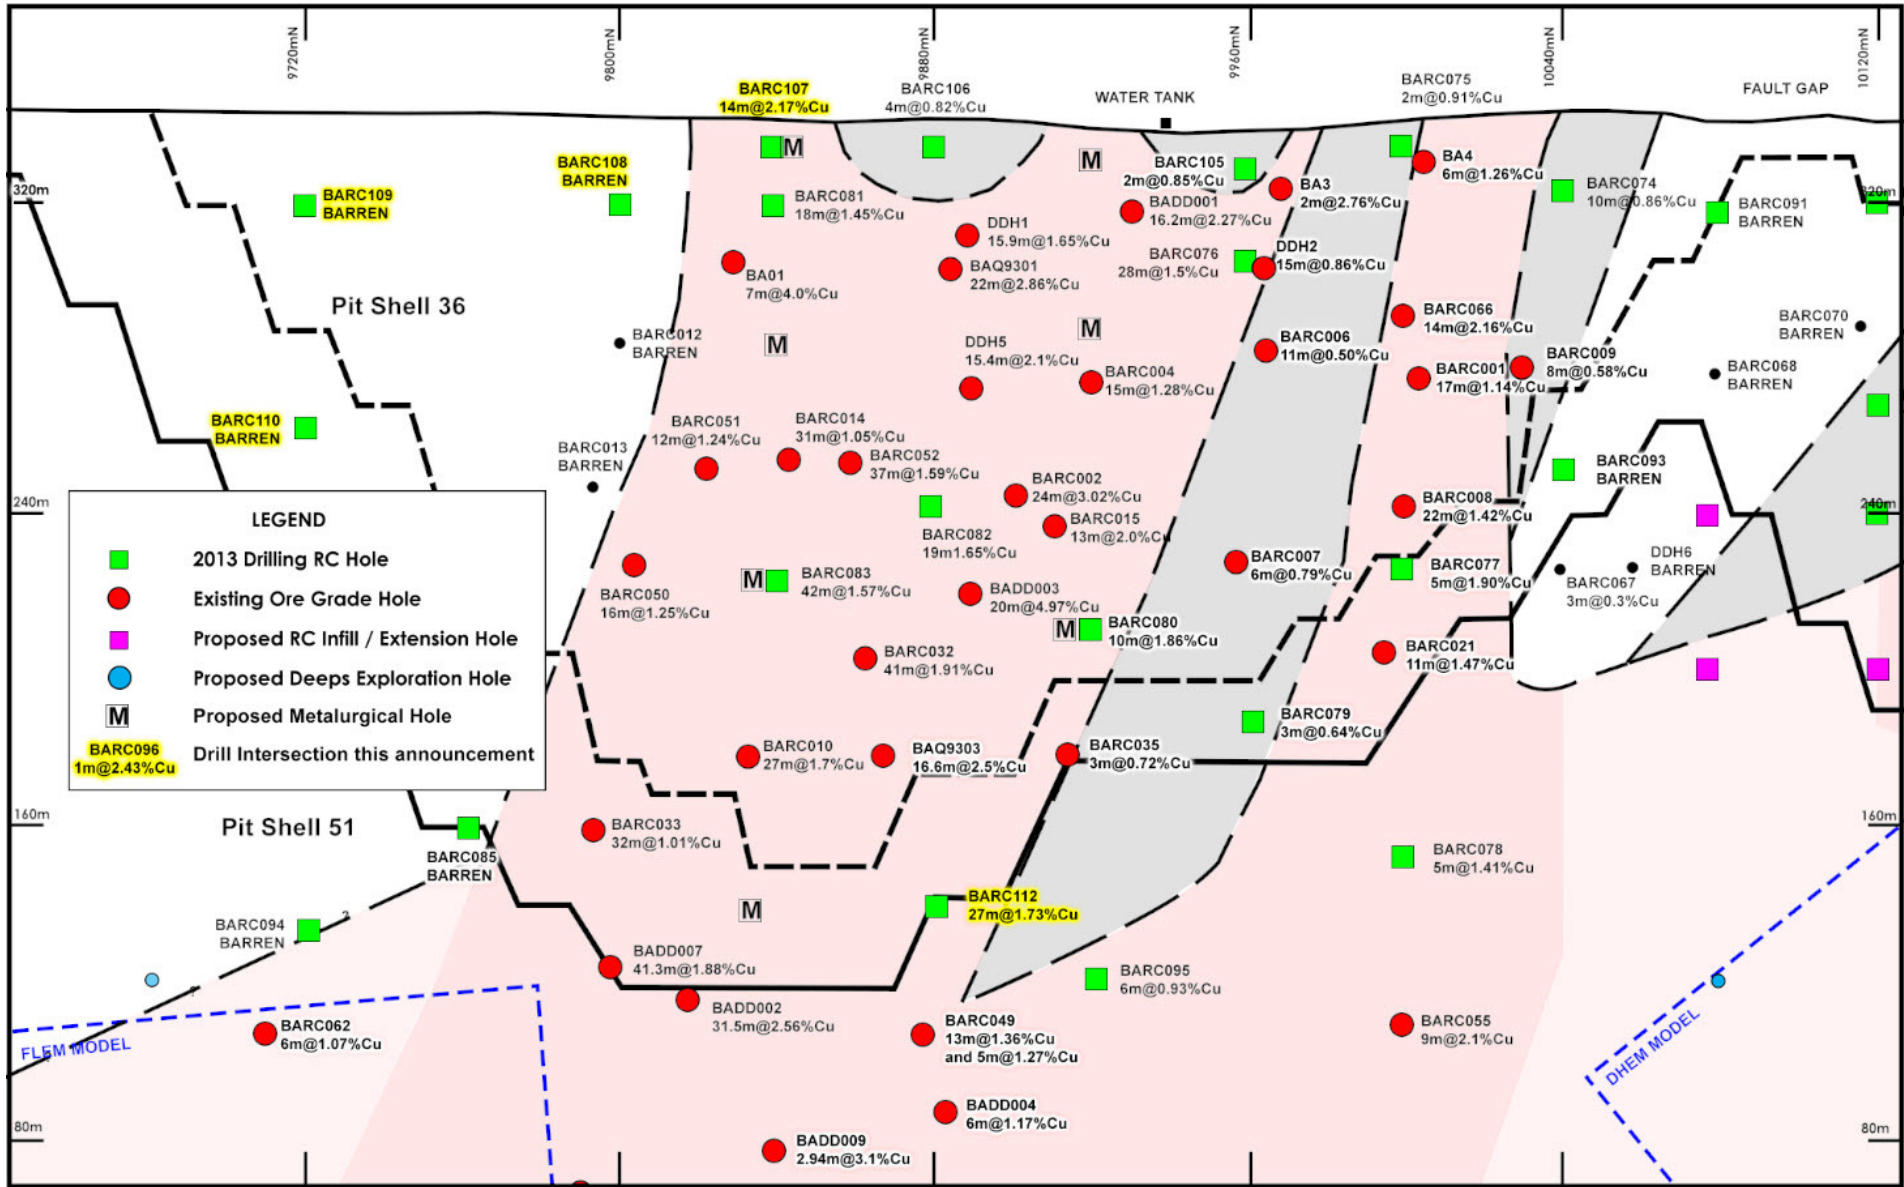 9720mN
9800mN
9880mN
9960mN
10040mN
10120mN
BARC107
14m@2.17%Cu
BARC106
4m@0.82%Cu
WATER TANK
BARC075
2m@0.91%Cu
FAULT GAP
BARC108
BARREN
BARC109
BARREN
320m
M
M
BARC105
2m@0.85%Cu
BA4
6m@1.26%Cu
BARC081
18m@1.45%Cu
BADD001
16.2m@2.27%Cu
BA3
2m@2.76%Cu
BARC074
10m@0.86%Cu
BARC091
BARREN
320m
DDH1
15.9m@1.65%Cu
BARC076
28m@1.5%Cu
DDH2
15m@0.86%Cu
BA01
7m@4.0%Cu
BAQ9301
22m@2.86%Cu
Pit Shell 36
BARC012
BARREN
M
M
DDH5
15.4m@2.1%Cu
BARC006
11m@0.50%Cu
BARC066
14m@2.16%Cu
BARC070
BARREN
BARC004
15m@1.28%Cu
BARC001
17m@1.14%Cu
BARC009
8m@0.58%Cu
BARC068
BARREN
BARC110
BARREN
BARC013
BARREN
BARC051
12m@1.24%Cu
BARC014
31m@1.05%Cu
BARC052
37m@1.59%Cu
BARC002
24m@3.02%Cu
BARC015
13m@2.0%Cu
BARC093
BARREN
BARC008
22m@1.42%Cu
240m
240m
BARC082
19m1.65%Cu
LEGEND
2013 Drilling RC Hole
Existing Ore Grade Hole
Proposed RC Infill / Extension Hole
Proposed Deeps Exploration Hole
M
Proposed Metalurgical Hole
BARC096
1m@2.43%Cu
Drill Intersection this announcement
BARC050
16m@1.25%Cu
M
BARC083
42m@1.57%Cu
BADD003
20m@4.97%Cu
BARC007
6m@0.79%Cu
BARC077
5m@1.90%Cu
BARC067
3m@0.3%Cu
DDH6
BARREN
M
BARC080
10m@1.86%Cu
BARC032
41m@1.91%Cu
BARC021
11m@1.47%Cu
BARC010
27m@1.7%Cu
BAQ9303
16.6m@2.5%Cu
BARC035
3m@0.72%Cu
BARC079
3m@0.64%Cu
160m
Pit Shell 51
BARC033
32m@1.01%Cu
BARC085
BARREN
BARC078
5m@1.41%Cu
160m
BARC094
BARREN
?
?
M
BARC112
27m@1.73%Cu
BADD007
41.3m@1.88%Cu
BADD002
31.5m@2.56%Cu
BARC095
6m@0.93%Cu
BARC062
6m@1.07%Cu
FLEM MODEL
BARC049
13m@1.36%Cu
and 5m@1.27%Cu
BARC055
9m@2.1%Cu
DHEM MODEL
BADD004
6m@1.17%Cu
80m
BADD009
2.94m@3.1%Cu
80m